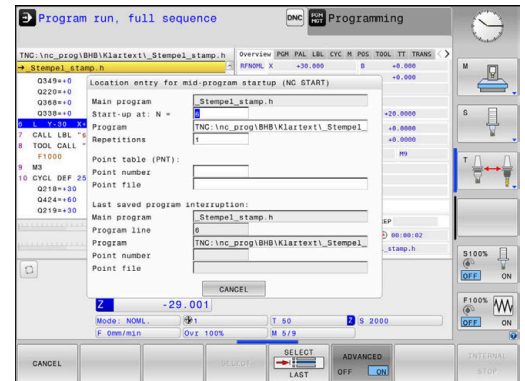 Program run, full sequence
DNC
PGM MGT
Programming
TNC:\nc_prog\BHB\Klartext\_Stempel_stamp.h
→_Stempel_stamp.h
Overview PGM PAL LBL CYC M POS TOOL TT TRANS
RFNOML X +30.000 B +0.000
+0.000
Q349=+0
Q220=+0
Q368=+0
Q338=+0
6 L Y-30 X+
7 CALL LBL "s
8 TOOL CALL "
F1000
9 M3
10 CYCL DEF 25
Q218=+30
Q424=+60
Q219=+30
Location entry for mid-program startup (NC START)
Main program _Stempel_stamp.h
Start-up at: N = 6
Program TNC:\nc_prog\BHB\Klartext\_Stempel_
Repetitions 1
Point table (PNT):
Point number
Point file
Last saved program interruption:
Main program _Stempel_stamp.h
Program line 6
Program TNC:\nc_prog\BHB\Klartext\_Stempel_
Point number
Point file
CANCEL
+20.0000
+0.0000
+0.0000
M9
EP
00:00:02
_stamp.h
Z -29.001
Mode: NOML. 1 T 50 Z S 2000
F 0mm/min Ovr 100% M 5/9
M
S
T
S100%
OFF ON
F100%
OFF ON
CANCEL
SELECT
SELECT
LAST
ADVANCED
OFF ON
INTERNAL
STOP